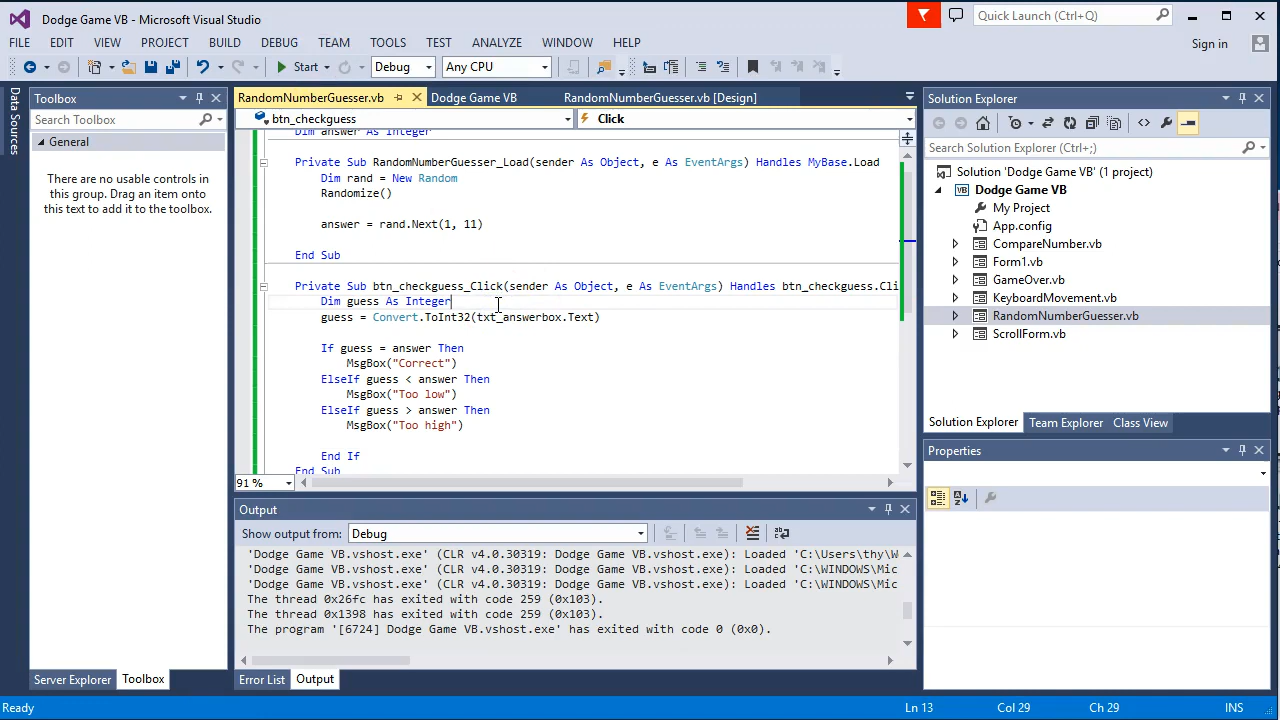 Dodge Game VB - Microsoft Visual Studio
Quick Launch (Ctrl+Q)
FILE EDIT VIEW PROJECT BUILD DEBUG TEAM TOOLS TEST ANALYZE WINDOW HELP
Sign in
Start Debug Any CPU
Data Sources
Toolbox
Search Toolbox
General
There are no usable controls in
this group. Drag an item onto
this text to add it to the toolbox.
Server Explorer Toolbox
RandomNumberGuesser.vb Dodge Game VB RandomNumberGuesser.vb [Design]
btn_checkguess Click
Dim answer As Integer
Private Sub RandomNumberGuesser_Load(sender As Object, e As EventArgs) Handles MyBase.Load
Dim rand = New Random
Randomize()
answer = rand.Next(1, 11)
End Sub
Private Sub btn_checkguess_Click(sender As Object, e As EventArgs) Handles btn_checkguess.Cli
Dim guess As Integer
guess = Convert.ToInt32(txt_answerbox.Text)
If guess = answer Then
MsgBox("Correct")
ElseIf guess < answer Then
MsgBox("Too low")
ElseIf guess > answer Then
MsgBox("Too high")
End If
End Sub
91 %
Output
Show output from: Debug
'Dodge Game VB.vshost.exe' (CLR v4.0.30319: Dodge Game VB.vshost.exe): Loaded 'C:\Users\thy\W
'Dodge Game VB.vshost.exe' (CLR v4.0.30319: Dodge Game VB.vshost.exe): Loaded 'C:\WINDOWS\Mic
'Dodge Game VB.vshost.exe' (CLR v4.0.30319: Dodge Game VB.vshost.exe): Loaded 'C:\WINDOWS\Mic
The thread 0x26fc has exited with code 259 (0x103).
The thread 0x1398 has exited with code 259 (0x103).
The program '[6724] Dodge Game VB.vshost.exe' has exited with code 0 (0x0).
Error List Output
Solution Explorer
Search Solution Explorer (Ctrl+;)
Solution 'Dodge Game VB' (1 project)
VB Dodge Game VB
My Project
App.config
CompareNumber.vb
Form1.vb
GameOver.vb
KeyboardMovement.vb
RandomNumberGuesser.vb
ScrollForm.vb
Solution Explorer Team Explorer Class View
Properties
Ready Ln 13 Col 29 Ch 29 INS